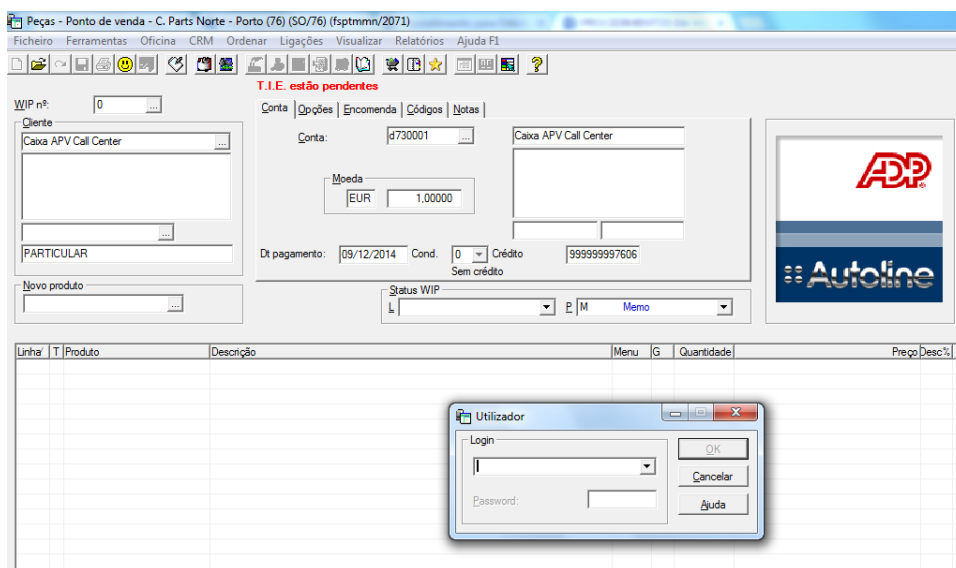 Peças - Ponto de venda - C. Parts Norte - Porto (76) (SO/76) (fsptmmn/2071)
Ficheiro Ferramentas Oficina CRM Ordenar Ligações Visualizar Relatórios Ajuda F1
T.I.E. estão pendentes
WIP nº: 0 ...
Conta Opções Encomenda Códigos Notas
Cliente
Caixa APV Call Center ...
Conta: d730001 ... Caixa APV Call Center
ADP
Moeda
EUR 1,00000
...
PARTICULAR
Dt pagamento: 09/12/2014 Cond. 0 Crédito 999999997606
Sem crédito
Autoline
Novo produto
...
Status WIP
L P M Memo
Linha T Produto Descrição Menu G Quantidade Preço Desc%
Utilizador
Login
OK
Cancelar
Password:
Ajuda